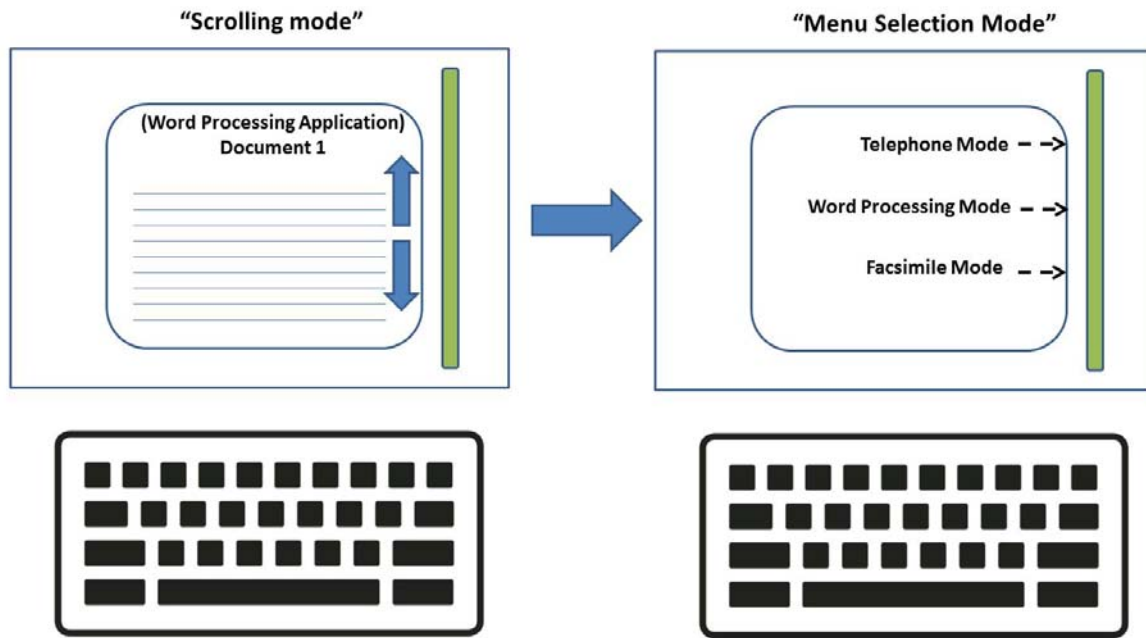 “Scrolling mode”
(Word Processing Application)
Document 1
“Menu Selection Mode”
Telephone Mode
Word Processing Mode
Facsimile Mode